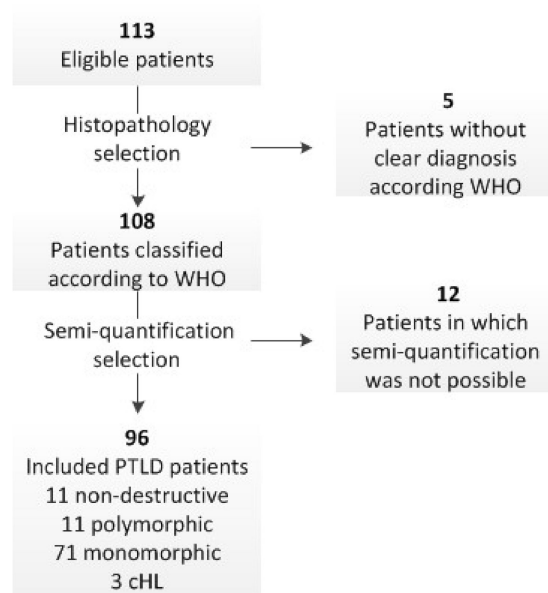 113
Eligible patients
Histopathology
selection
5
Patients without
clear diagnosis
according WHO
108
Patients classified
according to WHO
Semi-quantification
selection
12
Patients in which
semi-quantification
was not possible
96
Included PTLD patients
11 non-destructive
11 polymorphic
71 monomorphic
3 cHL